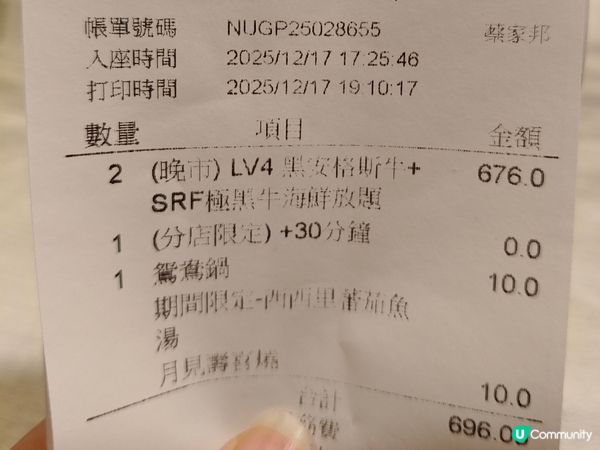 帳單號碼 NUGP25028655 蔡家邦
入座時間 2025/12/17 17:25:46
打印時間 2025/12/17 19:10:17
數量 項目 金額
2 (晚市) LV4 黑安格斯牛+ 676.0
SRF極黑牛海鮮放題
1 (分店限定) +30分鐘 0.0
1 鴛鴦鍋 10.0
期間限定-西西里蕃茄魚
湯
月見壽喜燒 10.0
合計 696.00
費
U Community